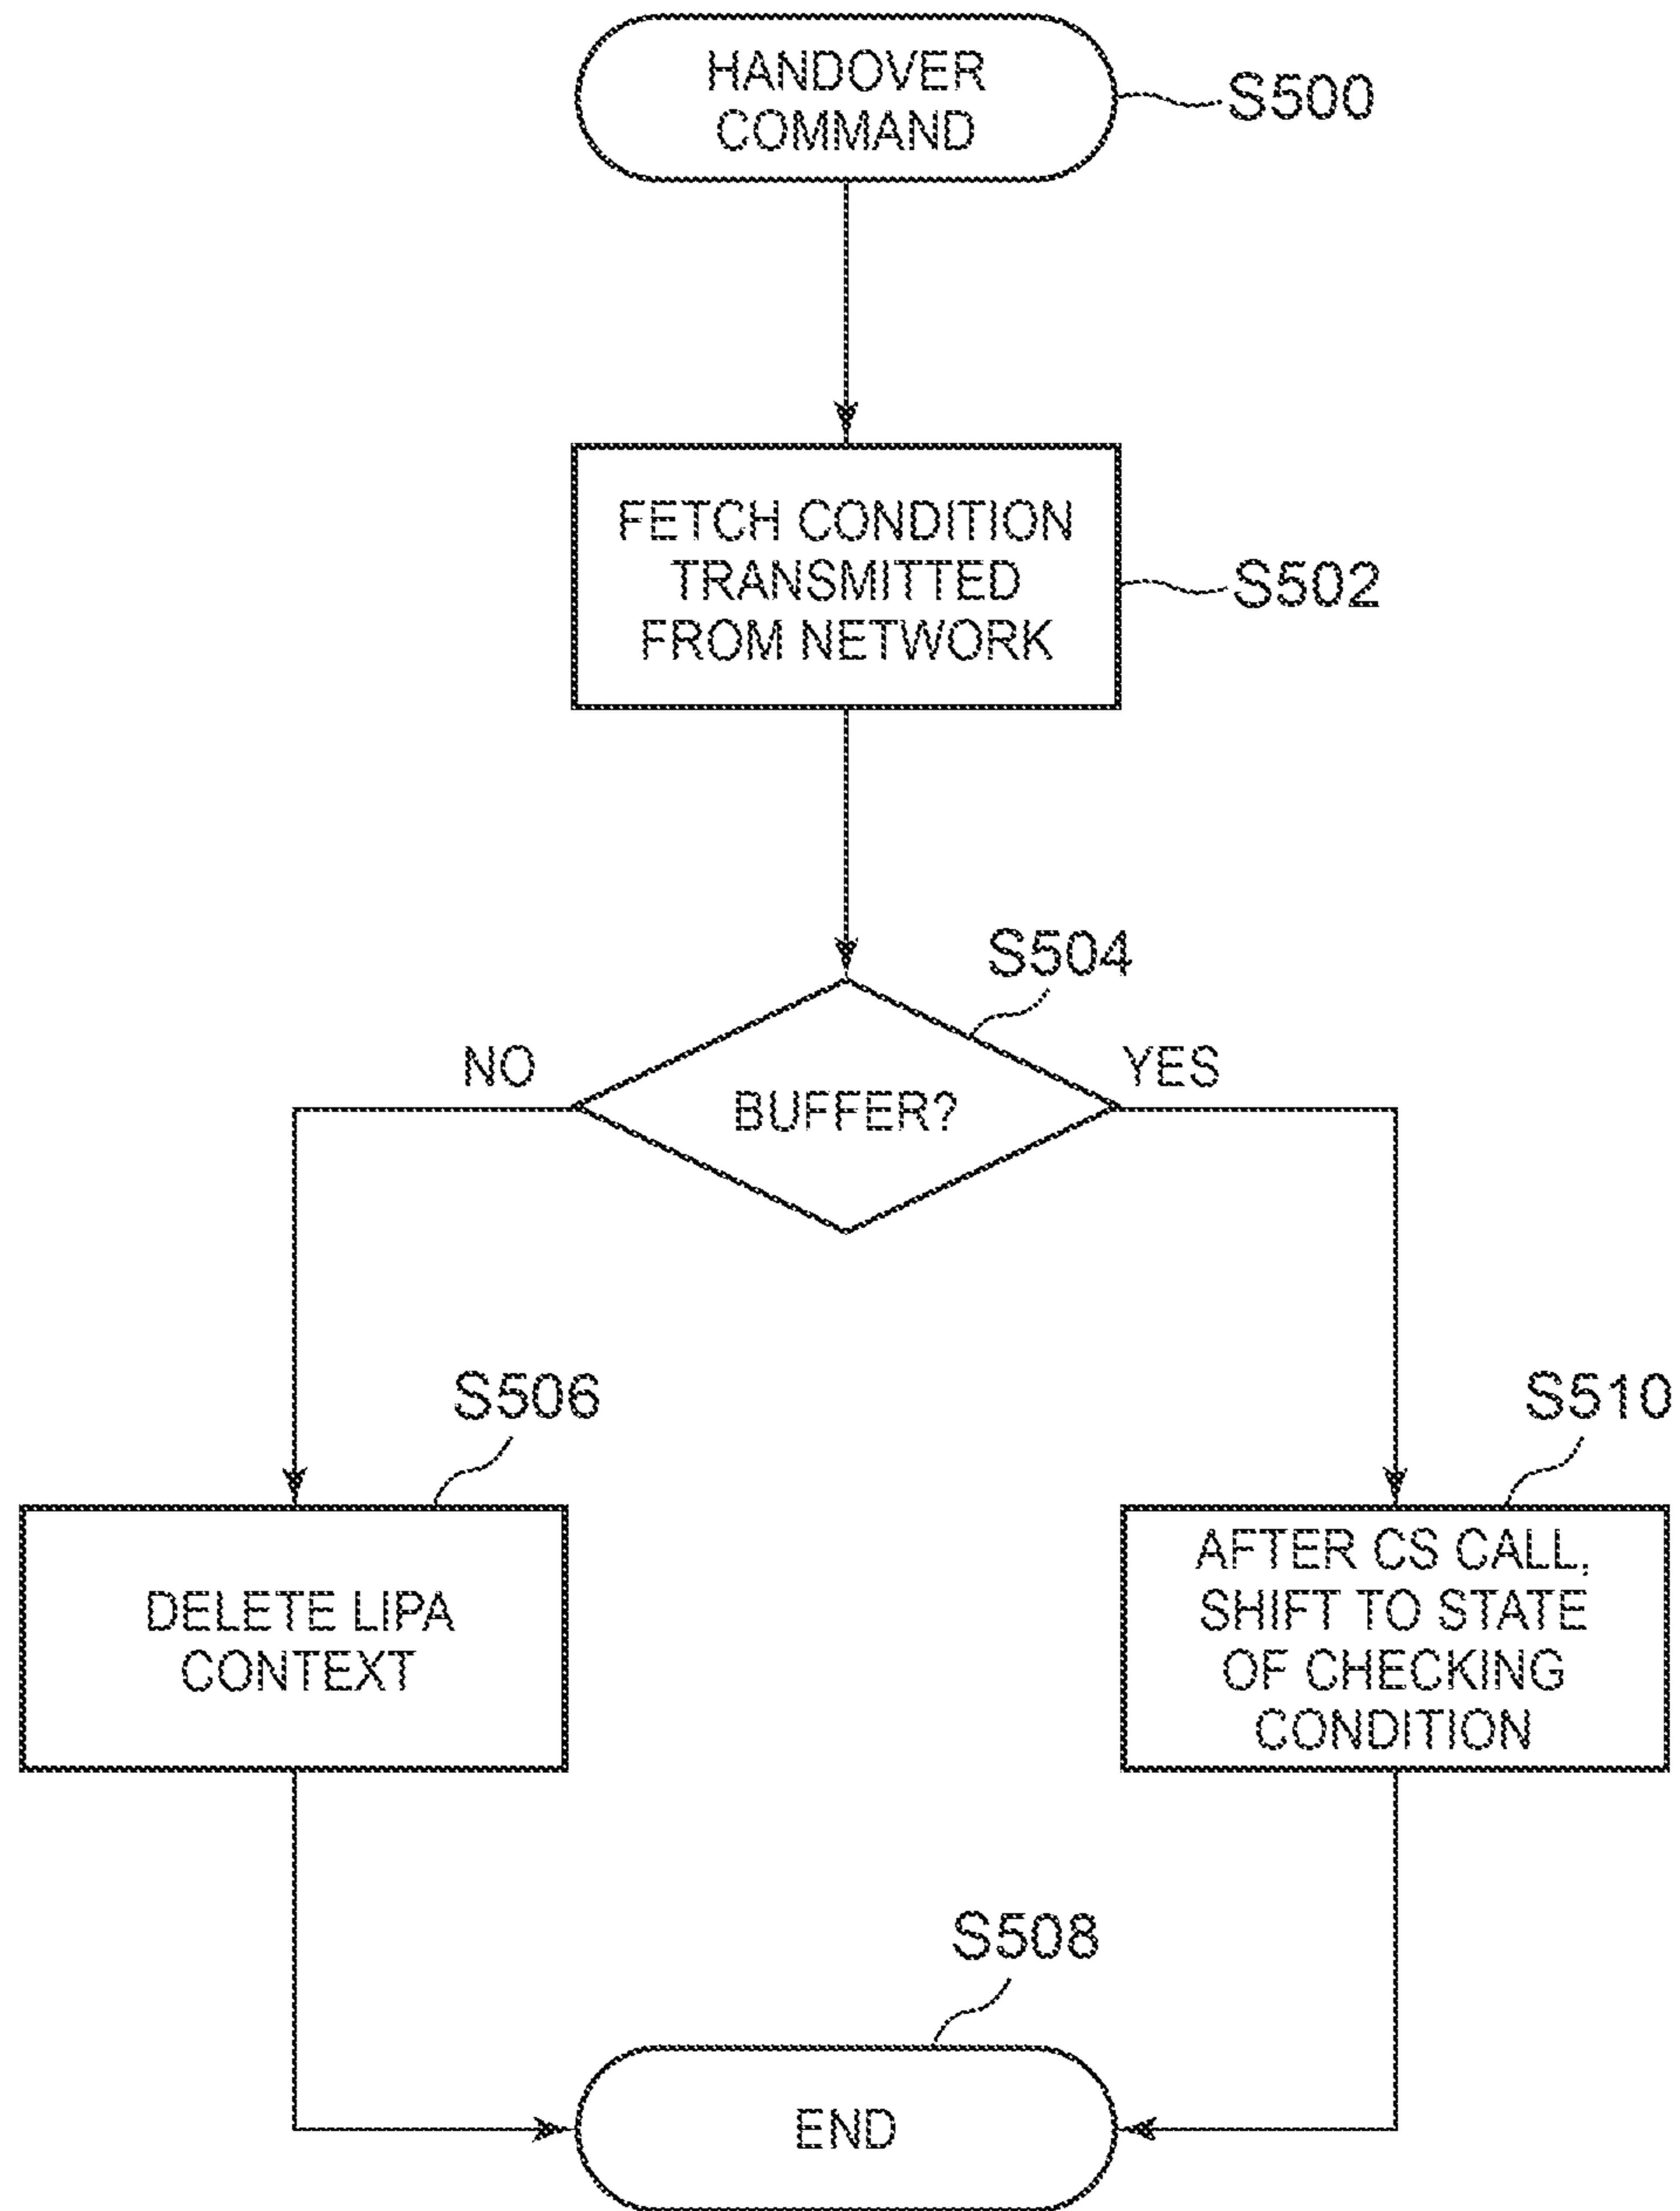 HANDOVER
COMMAND
S500
FETCH CONDITION
TRANSMITTED
FROM NETWORK
S502
S504
NO
BUFFER?
YES
S506
DELETE LIPA
CONTEXT
S510
AFTER CS CALL,
SHIFT TO STATE
OF CHECKING
CONDITION
S508
END